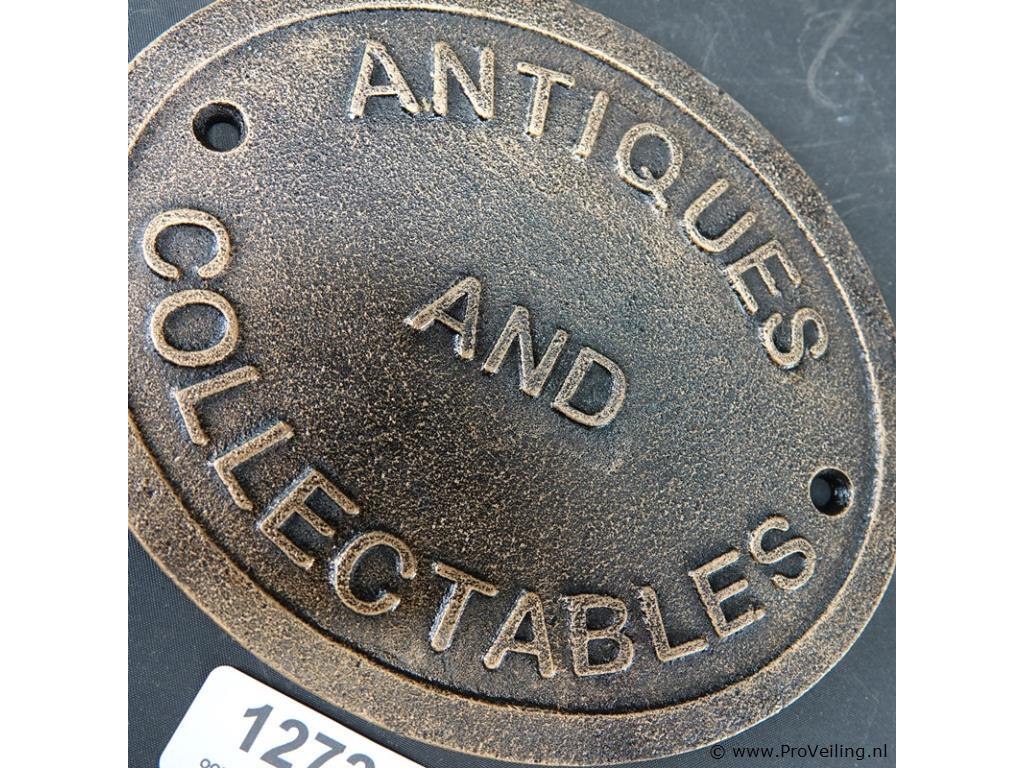 ANTIQUES
AND
COLLECTABLES
© www.ProVeiling.nl